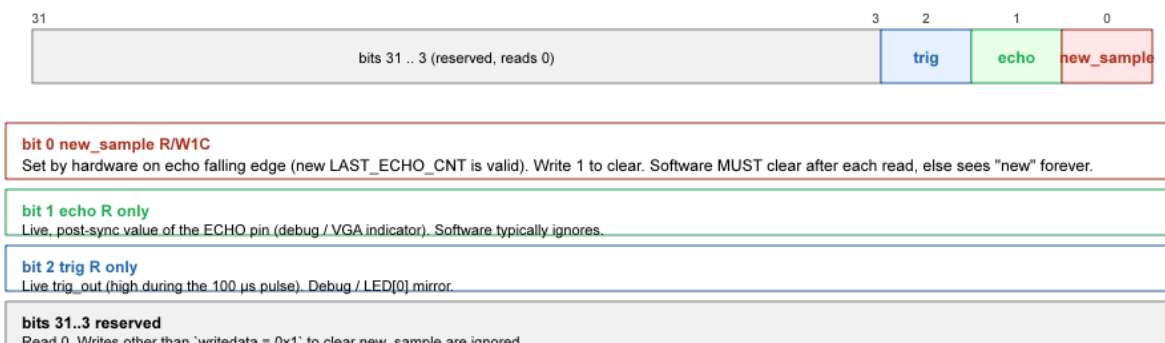 31 3 2 1 0
bits 31 .. 3 (reserved, reads 0) trig echo new_sample
bit 0 new_sample R/W1C
Set by hardware on echo falling edge (new LAST_ECHO_CNT is valid). Write 1 to clear. Software MUST clear after each read, else sees "new" forever.
bit 1 echo R only
Live, post-sync value of the ECHO pin (debug / VGA indicator). Software typically ignores.
bit 2 trig R only
Live trig_out (high during the 100 µs pulse). Debug / LED[0] mirror.
bits 31..3 reserved
Read 0. Writes other than `writedata = 0x1` to clear new_sample are ignored.